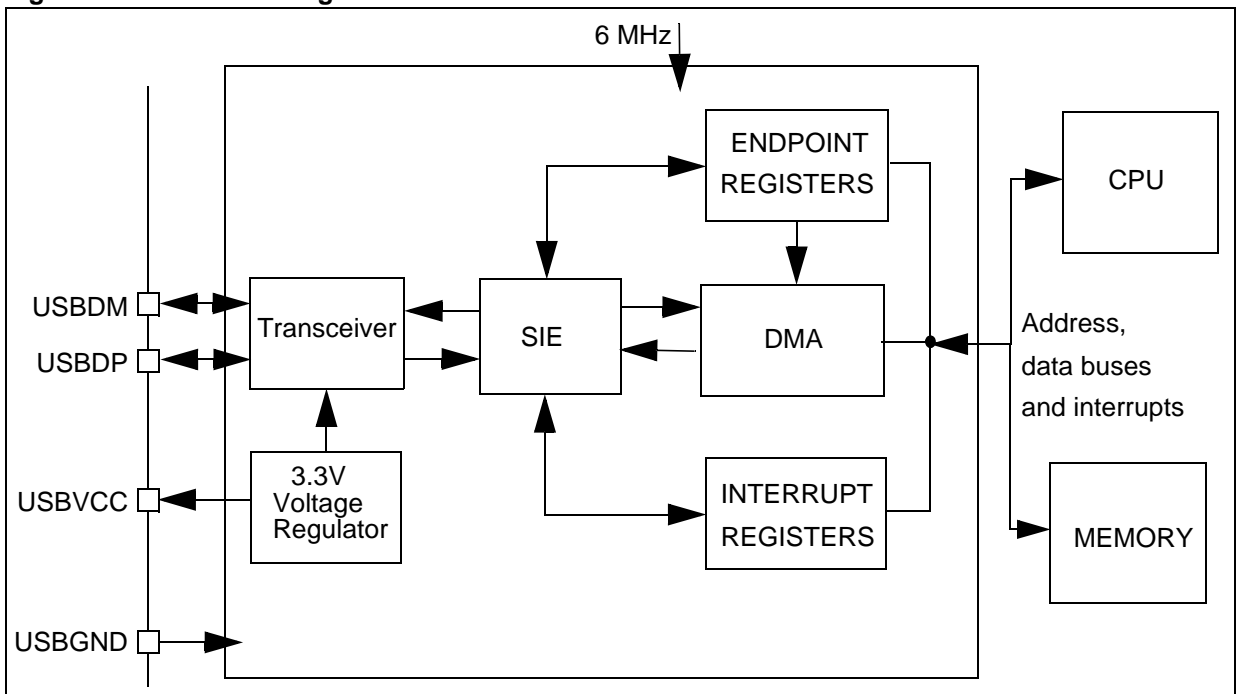 6 MHz
ENDPOINT
REGISTERS
CPU
USBDM
Transceiver
SIE
DMA
Address,
data buses
and interrupts
USBDP
3.3V
Voltage
Regulator
USBVCC
INTERRUPT
REGISTERS
MEMORY
USBGND